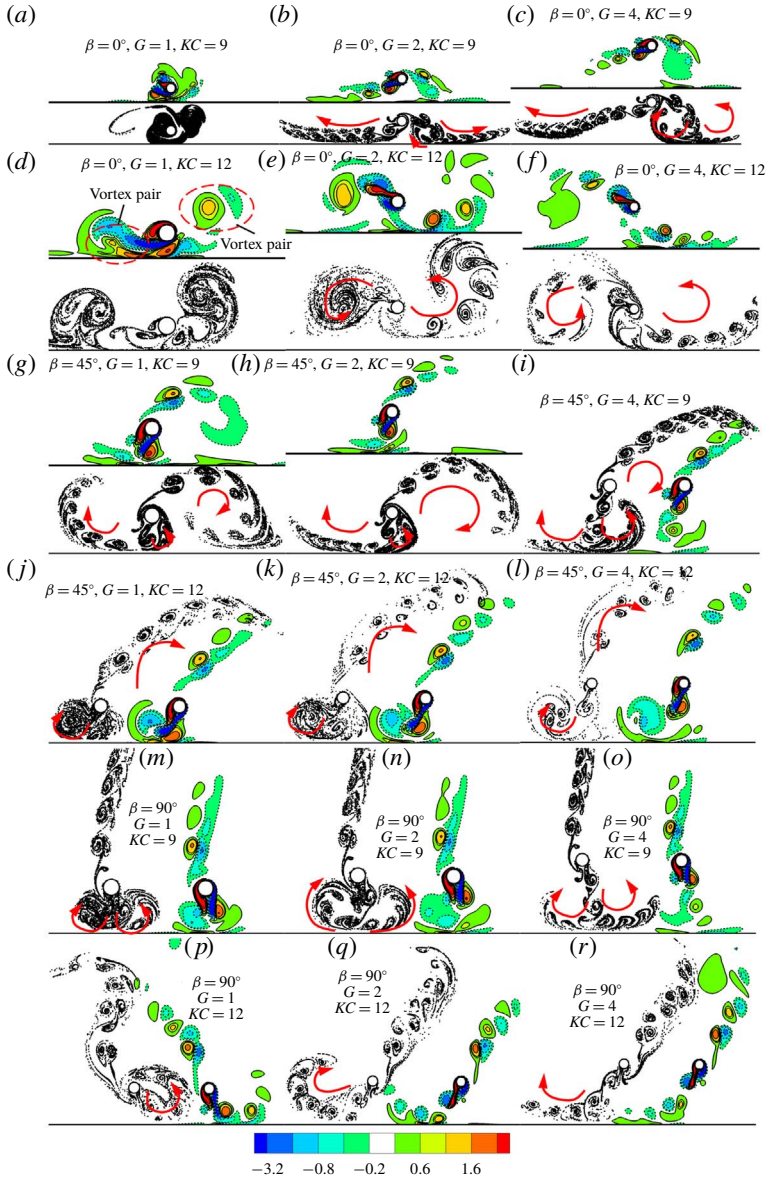 (a)
(b)
(c)
β = 0°, G = 1, KC = 9
β = 0°, G = 2, KC = 9
β = 0°, G = 4, KC = 9
(d)
(e)
(f)
β = 0°, G = 1, KC = 12
β = 0°, G = 2, KC = 12
β = 0°, G = 4, KC = 12
Vortex pair
Vortex pair
(g)
(h)
(i)
β = 45°, G = 1, KC = 9
β = 45°, G = 2, KC = 9
β = 45°, G = 4, KC = 9
(j)
(k)
(l)
β = 45°, G = 1, KC = 12
β = 45°, G = 2, KC = 12
β = 45°, G = 4, KC = 12
(m)
(n)
(o)
β = 90°
G = 1
KC = 9
β = 90°
G = 2
KC = 9
β = 90°
G = 4
KC = 9
(p)
(q)
(r)
β = 90°
G = 1
KC = 12
β = 90°
G = 2
KC = 12
β = 90°
G = 4
KC = 12
−3.2 −0.8 −0.2 0.6 1.6